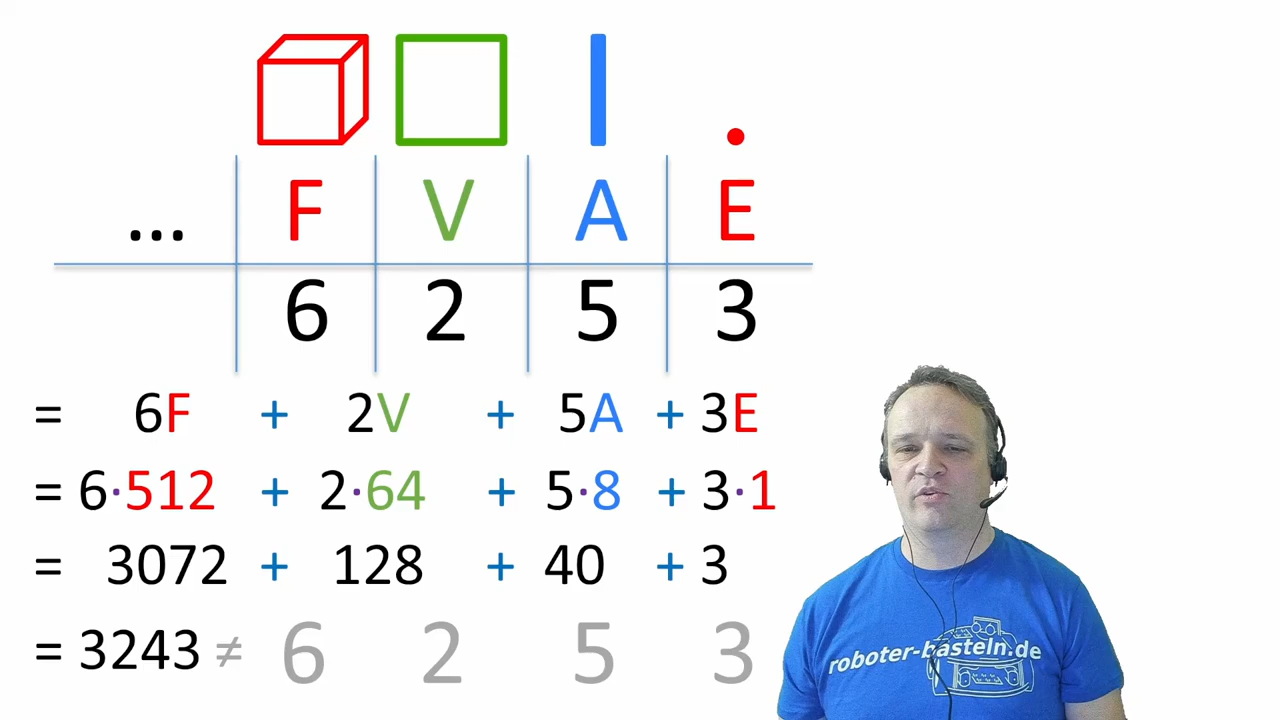 ... F V A E
6 2 5 3
= 6F + 2V + 5A + 3E
= 6·512 + 2·64 + 5·8 + 3·1
= 3072 + 128 + 40 + 3
= 3243 ≠ 6 2 5 3
roboter-basteln.de